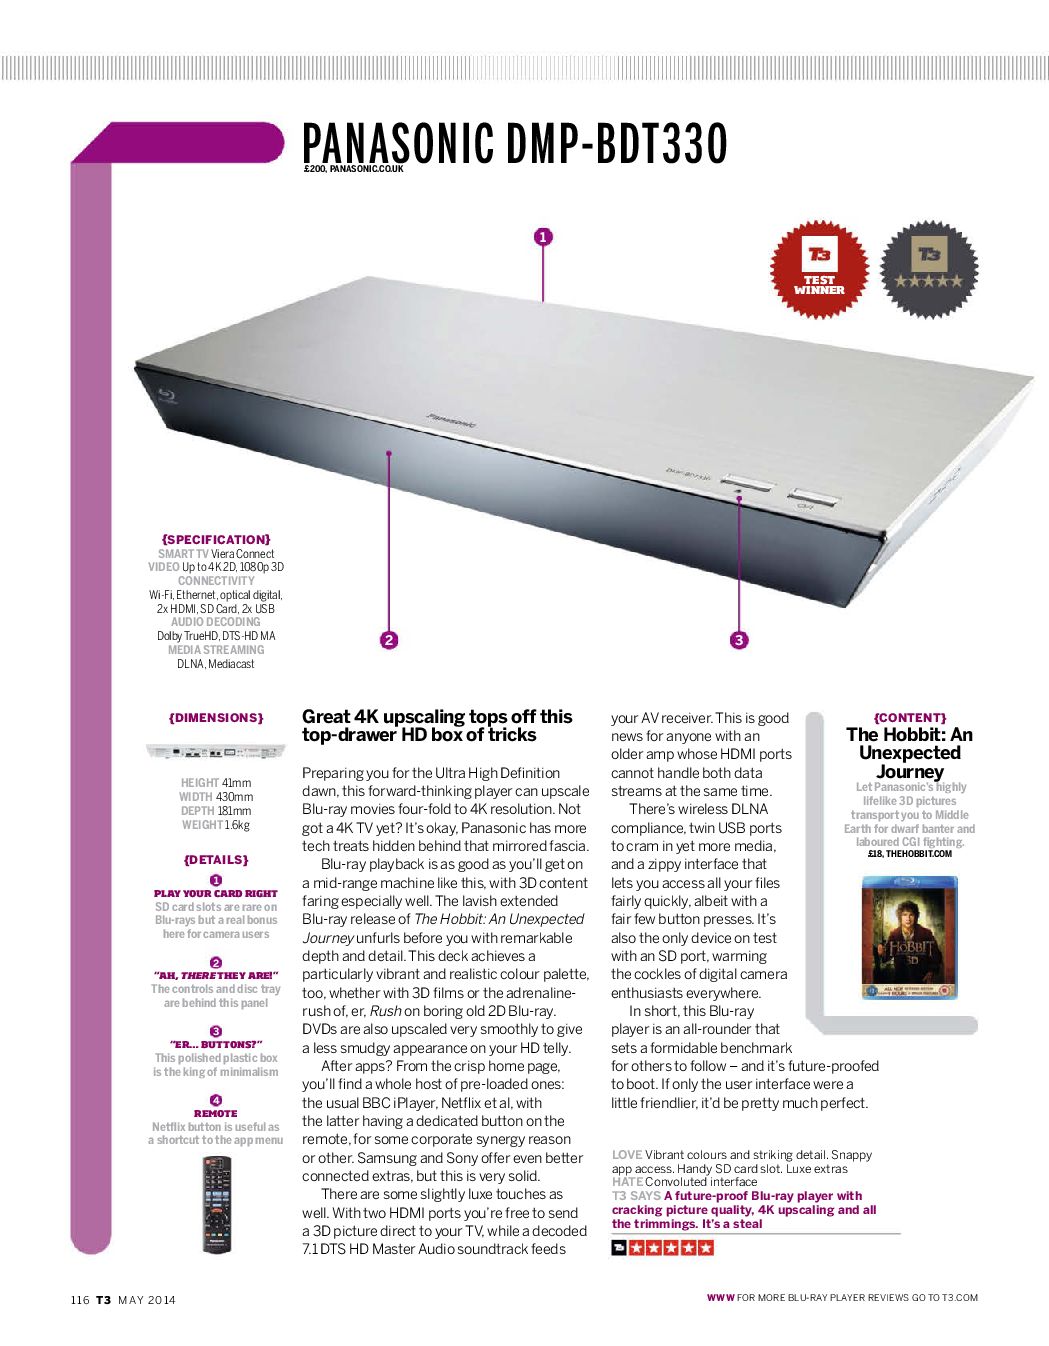 PANASONIC DMP-BDT330
£200, PANASONIC.CO.UK
1
T3
TEST
WINNER
T3
Panasonic
2
3
{SPECIFICATION}
SMART TV Viera Connect
VIDEO Up to 4K 2D, 1080p 3D
CONNECTIVITY
Wi-Fi, Ethernet, optical digital,
2x HDMI, SD Card, 2x USB
AUDIO DECODING
Dolby TrueHD, DTS-HD MA
MEDIA STREAMING
DLNA, Mediacast
{DIMENSIONS}
HEIGHT 41mm
WIDTH 430mm
DEPTH 181mm
WEIGHT 1.6kg
{DETAILS}
1
PLAY YOUR CARD RIGHT
SD card slots are rare on
Blu-rays but a real bonus
here for camera users
2
"AH, THERE THEY ARE!"
The controls and disc tray
are behind this panel
3
"ER... BUTTONS?"
This polished plastic box
is the king of minimalism
4
REMOTE
Netflix button is useful as
a shortcut to the app menu
Great 4K upscaling tops off this
top-drawer HD box of tricks
Preparing you for the Ultra High Definition
dawn, this forward-thinking player can upscale
Blu-ray movies four-fold to 4K resolution. Not
got a 4K TV yet? It's okay, Panasonic has more
tech treats hidden behind that mirrored fascia.
Blu-ray playback is as good as you'll get on
a mid-range machine like this, with 3D content
faring especially well. The lavish extended
Blu-ray release of The Hobbit: An Unexpected
Journey unfurls before you with remarkable
depth and detail. This deck achieves a
particularly vibrant and realistic colour palette,
too, whether with 3D films or the adrenaline-
rush of, er, Rush on boring old 2D Blu-ray.
DVDs are also upscaled very smoothly to give
a less smudgy appearance on your HD telly.
After apps? From the crisp home page,
you'll find a whole host of pre-loaded ones:
the usual BBC iPlayer, Netflix et al, with
the latter having a dedicated button on the
remote, for some corporate synergy reason
or other. Samsung and Sony offer even better
connected extras, but this is very solid.
There are some slightly luxe touches as
well. With two HDMI ports you're free to send
a 3D picture direct to your TV, while a decoded
7.1 DTS HD Master Audio soundtrack feeds
your AV receiver. This is good
news for anyone with an
older amp whose HDMI ports
cannot handle both data
streams at the same time.
There's wireless DLNA
compliance, twin USB ports
to cram in yet more media,
and a zippy interface that
lets you access all your files
fairly quickly, albeit with a
fair few button presses. It's
also the only device on test
with an SD port, warming
the cockles of digital camera
enthusiasts everywhere.
In short, this Blu-ray
player is an all-rounder that
sets a formidable benchmark
for others to follow – and it's future-proofed
to boot. If only the user interface were a
little friendlier, it'd be pretty much perfect.
LOVE Vibrant colours and striking detail. Snappy
app access. Handy SD card slot. Luxe extras
HATE Convoluted interface
T3 SAYS A future-proof Blu-ray player with
cracking picture quality, 4K upscaling and all
the trimmings. It's a steal
T3
{CONTENT}
The Hobbit: An
Unexpected
Journey
Let Panasonic's highly
lifelike 3D pictures
transport you to Middle
Earth for dwarf banter and
laboured CGI fighting.
£18, THEHOBBIT.COM
HOBBIT
3D
116 T3 MAY 2014
WWW FOR MORE BLU-RAY PLAYER REVIEWS GO TO T3.COM